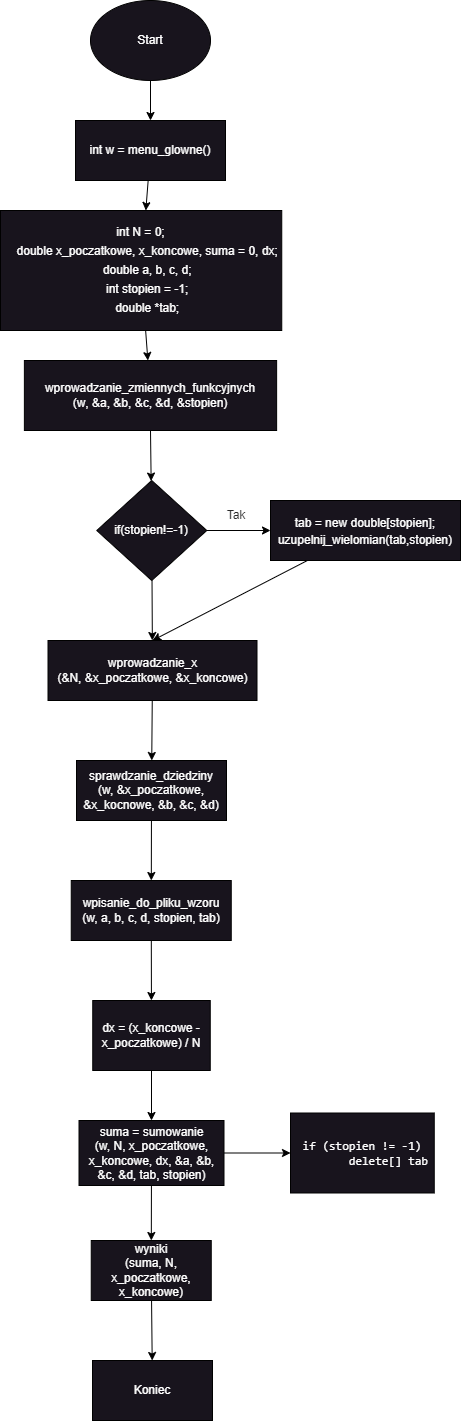 Start
int w = menu_glowne()
int N = 0;
double x_poczatkowe, x_koncowe, suma = 0, dx;
double a, b, c, d;
int stopien = -1;
double *tab;
wprowadzanie_zmiennych_funkcyjnych
(w, &a, &b, &c, &d, &stopien)
if(stopien!=-1)
Tak
tab = new double[stopien];
uzupelnij_wielomian(tab,stopien)
wprowadzanie_x
(&N, &x_poczatkowe, &x_koncowe)
sprawdzanie_dziedziny
(w, &x_poczatkowe,
&x_kocnowe, &b, &c, &d)
wpisanie_do_pliku_wzoru
(w, a, b, c, d, stopien, tab)
dx = (x_koncowe -
x_poczatkowe) / N
suma = sumowanie
(w, N, x_poczatkowe,
x_koncowe, dx, &a, &b,
&c, &d, tab, stopien)
if (stopien != -1)
delete[] tab
wyniki
(suma, N,
x_poczatkowe,
x_koncowe)
Koniec